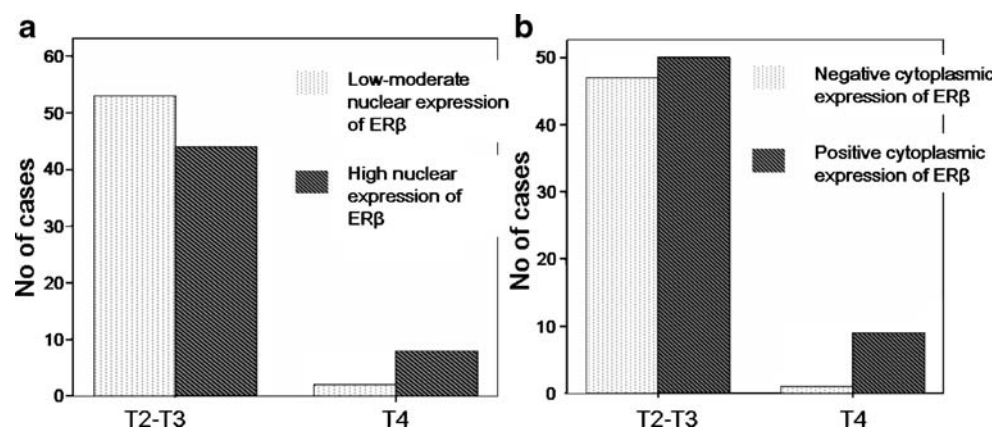 a
No of cases
60
50
40
30
20
10
0
Low-moderate
nuclear expression
of ERβ
High nuclear
expression of
ERβ
T2-T3
T4
b
No of cases
50
40
30
20
10
0
Negative cytoplasmic
expression of ERβ
Positive cytoplasmic
expression of ERβ
T2-T3
T4